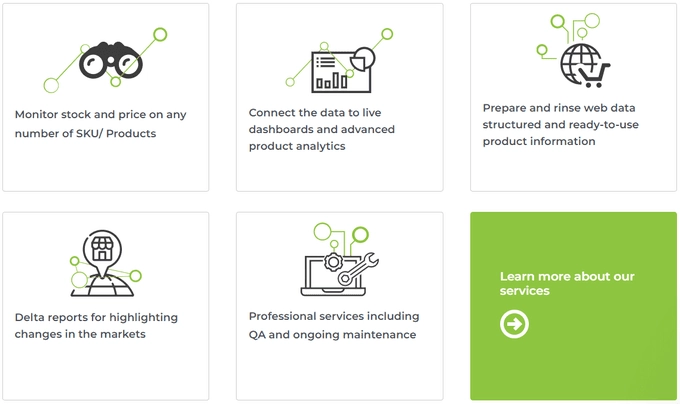 Monitor stock and price on any
number of SKU/ Products
Connect the data to live
dashboards and advanced
product analytics
Prepare and rinse web data
structured and ready-to-use
product information
Delta reports for highlighting
changes in the markets
Professional services including
QA and ongoing maintenance
Learn more about our
services